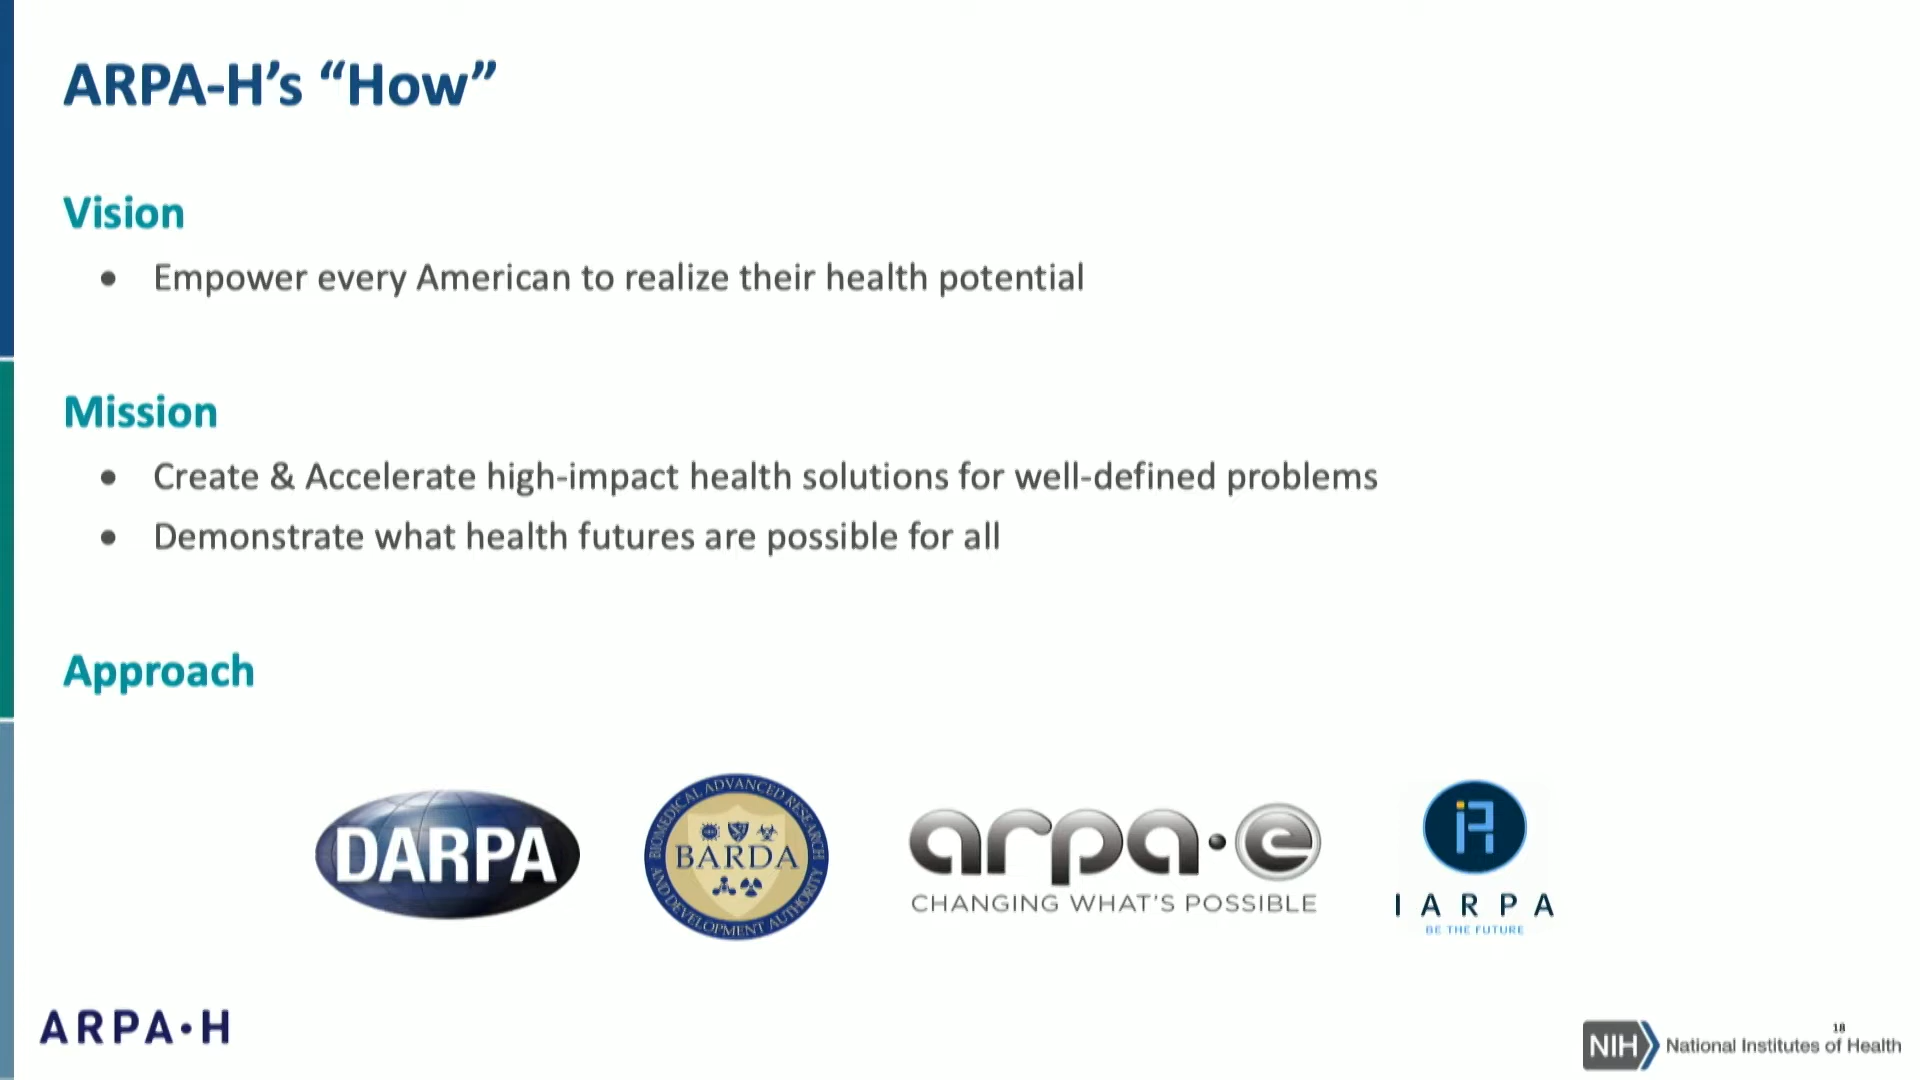 ARPA-H's “How”
Vision
• Empower every American to realize their health potential
Mission
• Create & Accelerate high-impact health solutions for well-defined problems
• Demonstrate what health futures are possible for all
Approach
DARPA
BIOMEDICAL ADVANCED RESEARCH
BARDA
AND DEVELOPMENT AUTHORITY
arpa·e
CHANGING WHAT'S POSSIBLE
IARPA
BE THE FUTURE
ARPA·H
18
NIH National Institutes of Health